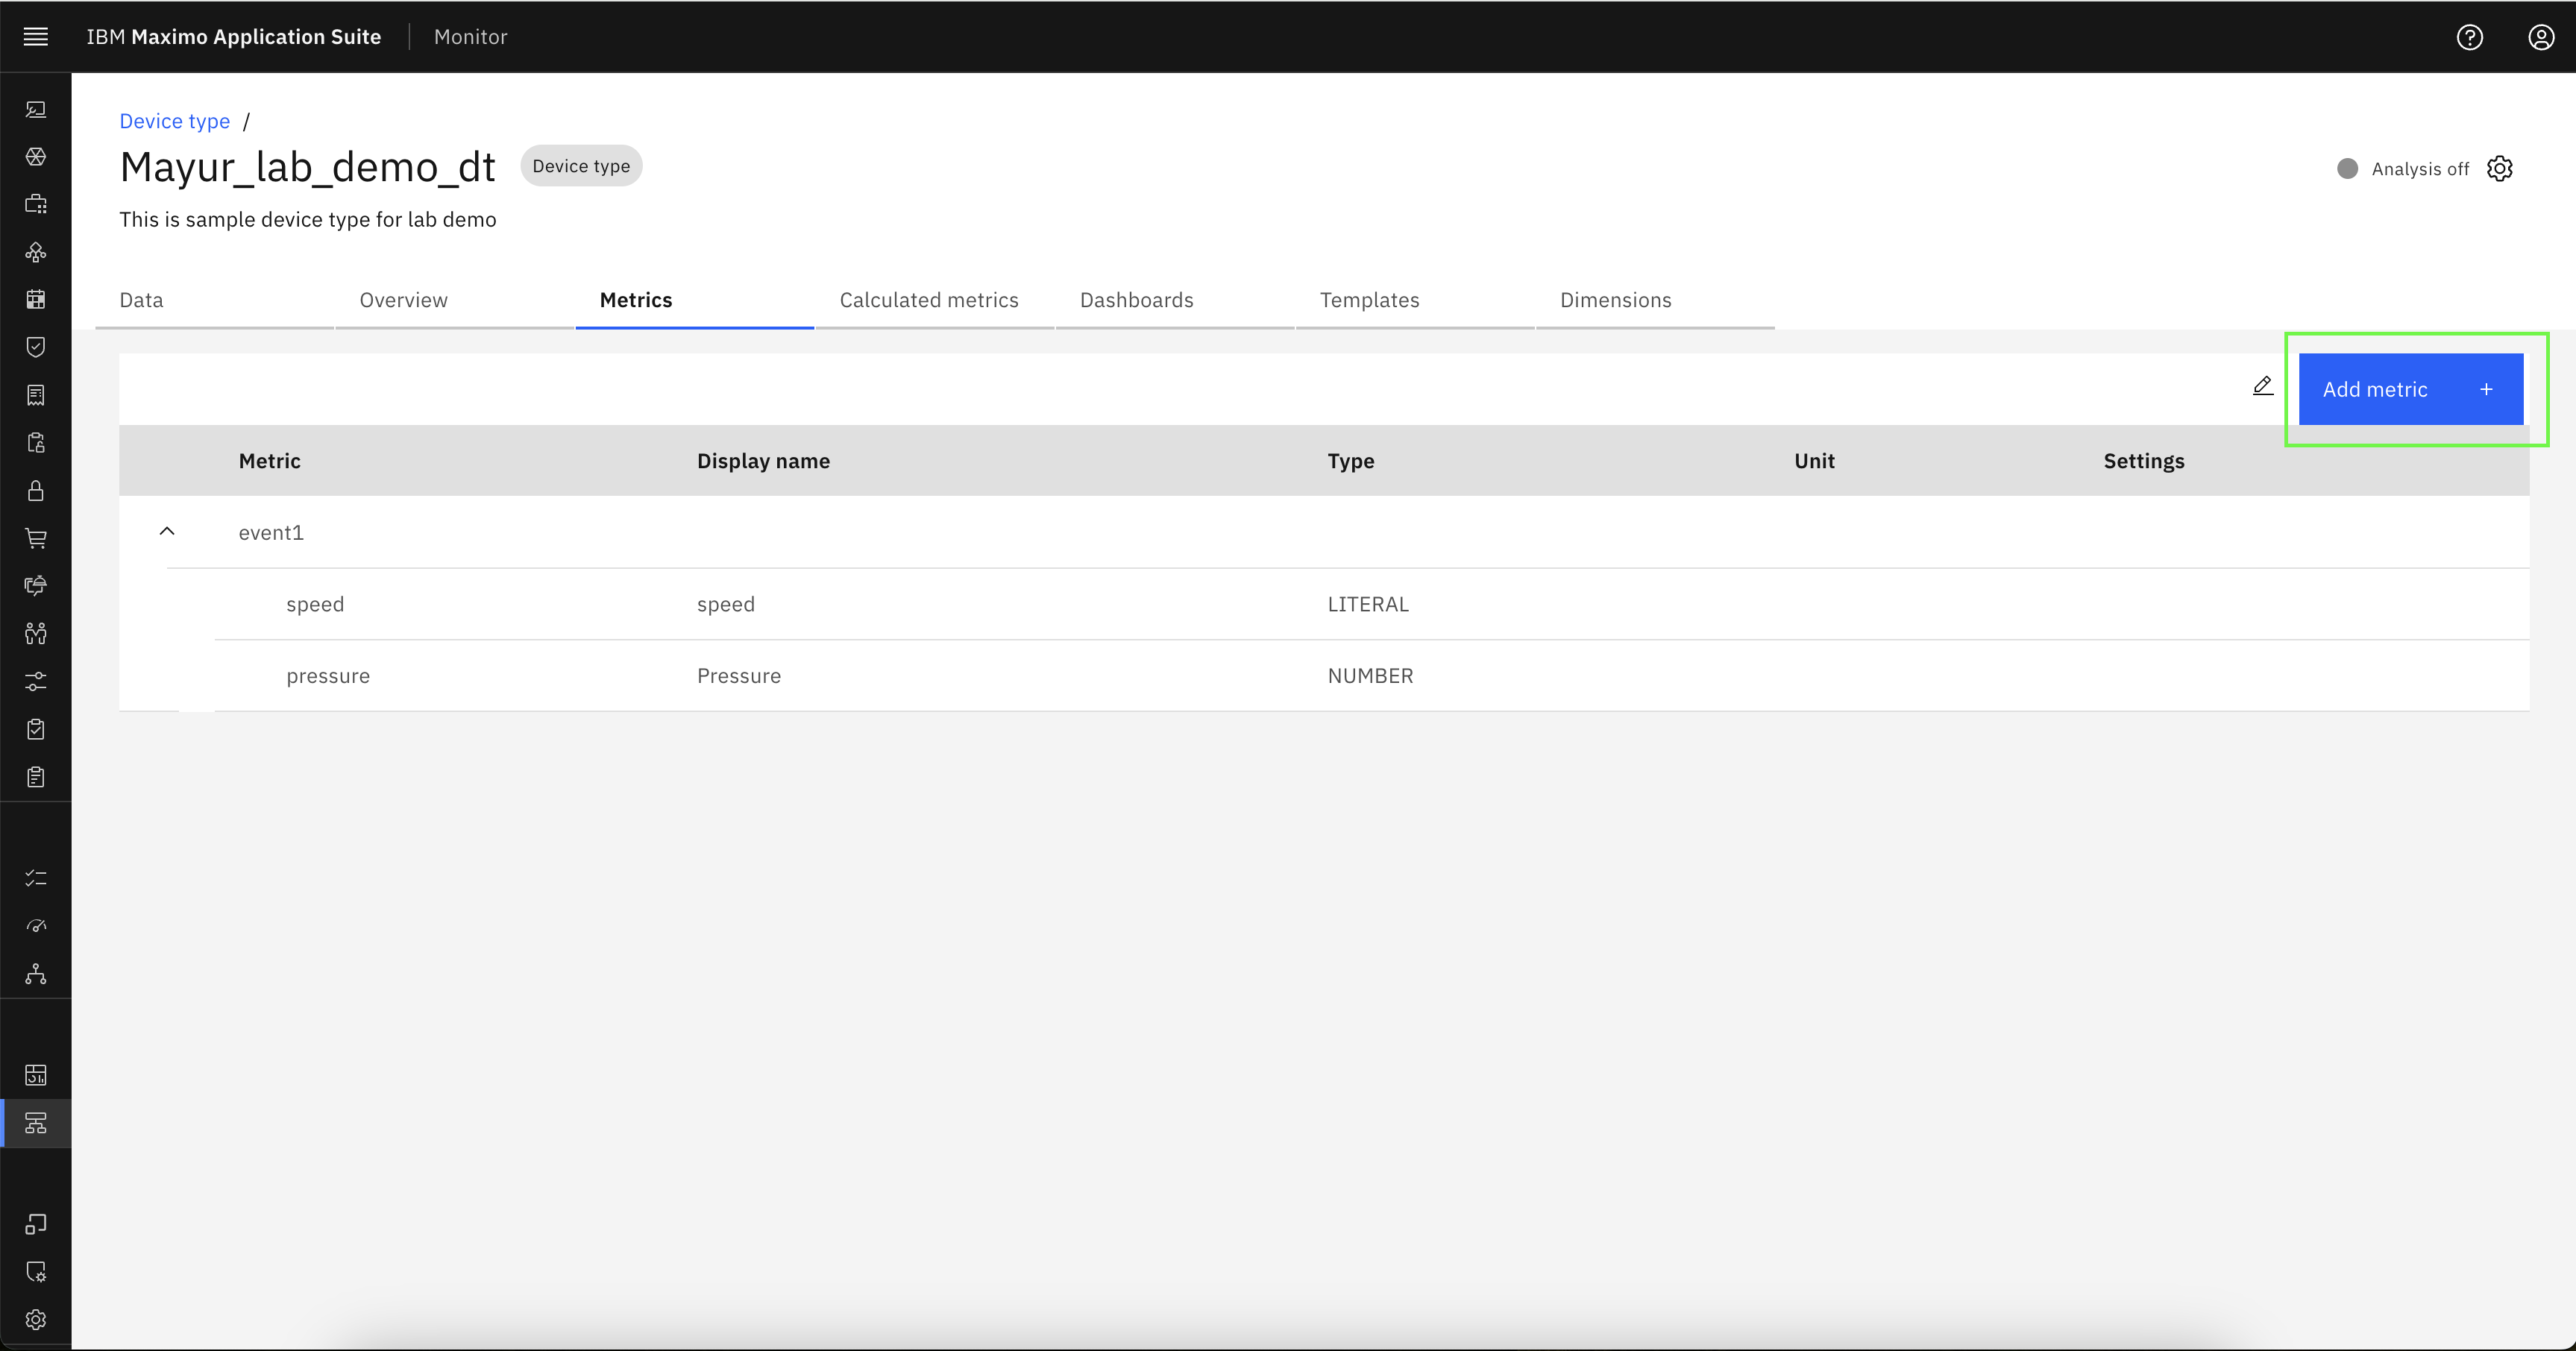 IBM Maximo Application Suite Monitor
Device type /
Mayur_lab_demo_dt Device type
Analysis off
This is sample device type for lab demo
Data Overview Metrics Calculated metrics Dashboards Templates Dimensions
Add metric +
Metric Display name Type Unit Settings
event1
speed speed LITERAL
pressure Pressure NUMBER